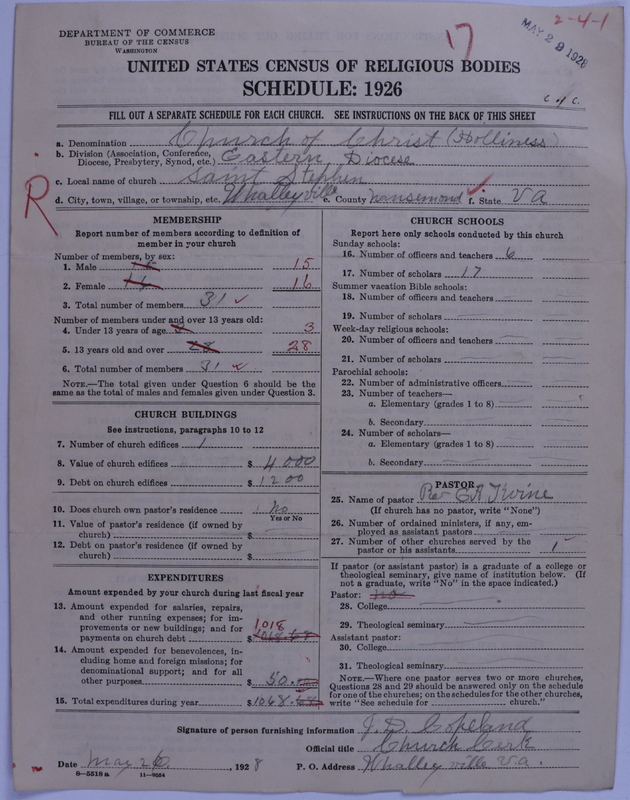 2-4-1
MAY 29 1928
17
DEPARTMENT OF COMMERCE
BUREAU OF THE CENSUS
WASHINGTON
UNITED STATES CENSUS OF RELIGIOUS BODIES
SCHEDULE: 1926
C of C.
FILL OUT A SEPARATE SCHEDULE FOR EACH CHURCH. SEE INSTRUCTIONS ON THE BACK OF THIS SHEET
a. Denomination Church of Christ (Holliness)
b. Division (Association, Conference, Diocese, Presbytery, Synod, etc.) Eastern Diocese
c. Local name of church Saint Stephen
R
d. City, town, village, or township, etc. Whalleyville e. County Nansemond f. State Va
MEMBERSHIP
Report number of members according to definition of
member in your church
Number of members, by sex:
1. Male 15
2. Female 16
3. Total number of members 31
Number of members under and over 13 years old:
4. Under 13 years of age 3
5. 13 years old and over 28 28
6. Total number of members 31
NOTE.—The total given under Question 6 should be
same as the total of males and females given under Question 3.
CHURCH BUILDINGS
See instructions, paragraphs 10 to 12
7. Number of church edifices 1
8. Value of church edifices $ 4000
9. Debt on church edifices $ 1200
10. Does church own pastor's residence No
Yes or No
11. Value of pastor's residence (if owned by
church) $
12. Debt on pastor's residence (if owned by
church) $
EXPENDITURES
Amount expended by your church during last fiscal year
13. Amount expended for salaries, repairs,
and other running expenses; for im-
provements or new buildings; and for 1018
payments on church debt $ 1018.68
14. Amount expended for benevolences, in-
cluding home and foreign missions; for
denominational support; and for all
other purposes $ 50.
15. Total expenditures during year $ 1068.68
CHURCH SCHOOLS
Report here only schools conducted by this church
Sunday schools:
16. Number of officers and teachers 6
17. Number of scholars 17
Summer vacation Bible schools:
18. Number of officers and teachers
19. Number of scholars
Week-day religious schools:
20. Number of officers and teachers
21. Number of scholars
Parochial schools:
22. Number of administrative officers
23. Number of teachers—
a. Elementary (grades 1 to 8)
b. Secondary
24. Number of scholars—
a. Elementary (grades 1 to 8)
b. Secondary
PASTOR
25. Name of pastor Rev C A Irvine
(If church has no pastor, write "None")
26. Number of ordained ministers, if any, em-
ployed as assistant pastors
27. Number of other churches served by the
pastor or his assistants 1
If pastor (or assistant pastor) is a graduate of a college or
theological seminary, give name of institution below. (If
not a graduate, write "No" in the space indicated.)
Pastor: no
28. College
29. Theological seminary
Assistant pastor:
30. College
31. Theological seminary
NOTE.—Where one pastor serves two or more churches,
Questions 28 and 29 should be answered only on the schedule
for one of the churches; on the schedules for the other churches,
write "See schedule for church."
Signature of person furnishing information J. D. Copeland
Official title Church Cirk
Date May 26, 1928 P. O. Address Whalleyville Va.
8—5518a 11—9054